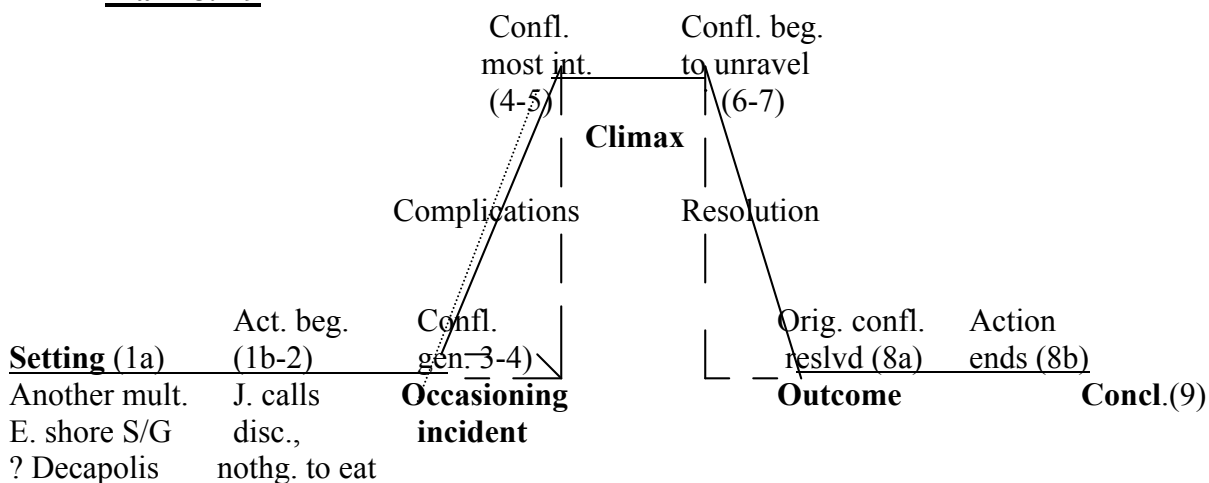 Confl. Confl. beg.
most int. to unravel
(4-5) (6-7)
Climax
Complications Resolution
Act. beg. Confl. Orig. confl. Action
Setting (1a) (1b-2) gen. 3-4) reslvd (8a) ends (8b)
Another mult. J. calls Occasioning Outcome Concl.(9)
E. shore S/G disc., incident
? Decapolis nothg. to eat